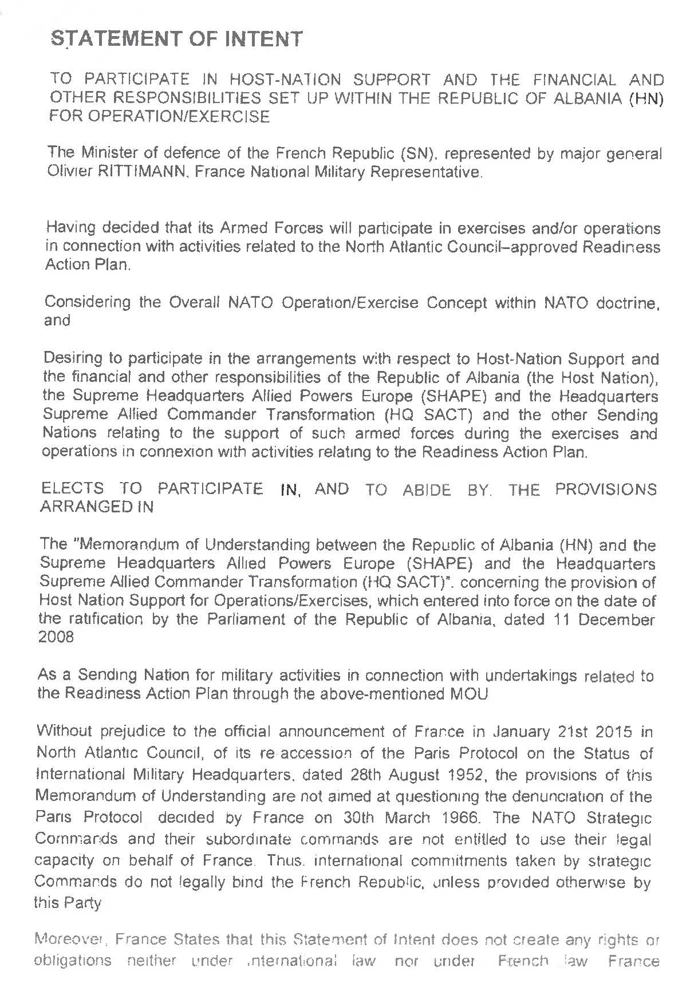 STATEMENT OF INTENT
TO PARTICIPATE IN HOST-NATION SUPPORT AND THE FINANCIAL AND
OTHER RESPONSIBILITIES SET UP WITHIN THE REPUBLIC OF ALBANIA (HN)
FOR OPERATION/EXERCISE
The Minister of defence of the French Republic (SN), represented by major general
Olivier RITTIMANN, France National Military Representative.
Having decided that its Armed Forces will participate in exercises and/or operations
in connection with activities related to the North Atlantic Council–approved Readiness
Action Plan.
Considering the Overall NATO Operation/Exercise Concept within NATO doctrine,
and
Desiring to participate in the arrangements with respect to Host-Nation Support and
the financial and other responsibilities of the Republic of Albania (the Host Nation),
the Supreme Headquarters Allied Powers Europe (SHAPE) and the Headquarters
Supreme Allied Commander Transformation (HQ SACT) and the other Sending
Nations relating to the support of such armed forces during the exercises and
operations in connexion with activities relating to the Readiness Action Plan.
ELECTS TO PARTICIPATE IN, AND TO ABIDE BY. THE PROVISIONS
ARRANGED IN
The "Memorandum of Understanding between the Republic of Albania (HN) and the
Supreme Headquarters Allied Powers Europe (SHAPE) and the Headquarters
Supreme Allied Commander Transformation (HQ SACT)". concerning the provision of
Host Nation Support for Operations/Exercises, which entered into force on the date of
the ratification by the Parliament of the Republic of Albania, dated 11 December
2008
As a Sending Nation for military activities in connection with undertakings related to
the Readiness Action Plan through the above-mentioned MOU
Without prejudice to the official announcement of France in January 21st 2015 in
North Atlantic Council, of its re-accession of the Paris Protocol on the Status of
International Military Headquarters, dated 28th August 1952, the provisions of this
Memorandum of Understanding are not aimed at questioning the denunciation of the
Paris Protocol decided by France on 30th March 1966. The NATO Strategic
Commands and their subordinate commands are not entitled to use their legal
capacity on behalf of France. Thus. international commitments taken by strategic
Commands do not legally bind the French Republic, unless provided otherwise by
this Party
Moreover, France States that this Statement of Intent does not create any rights or
obligations neither under international law nor under French law France